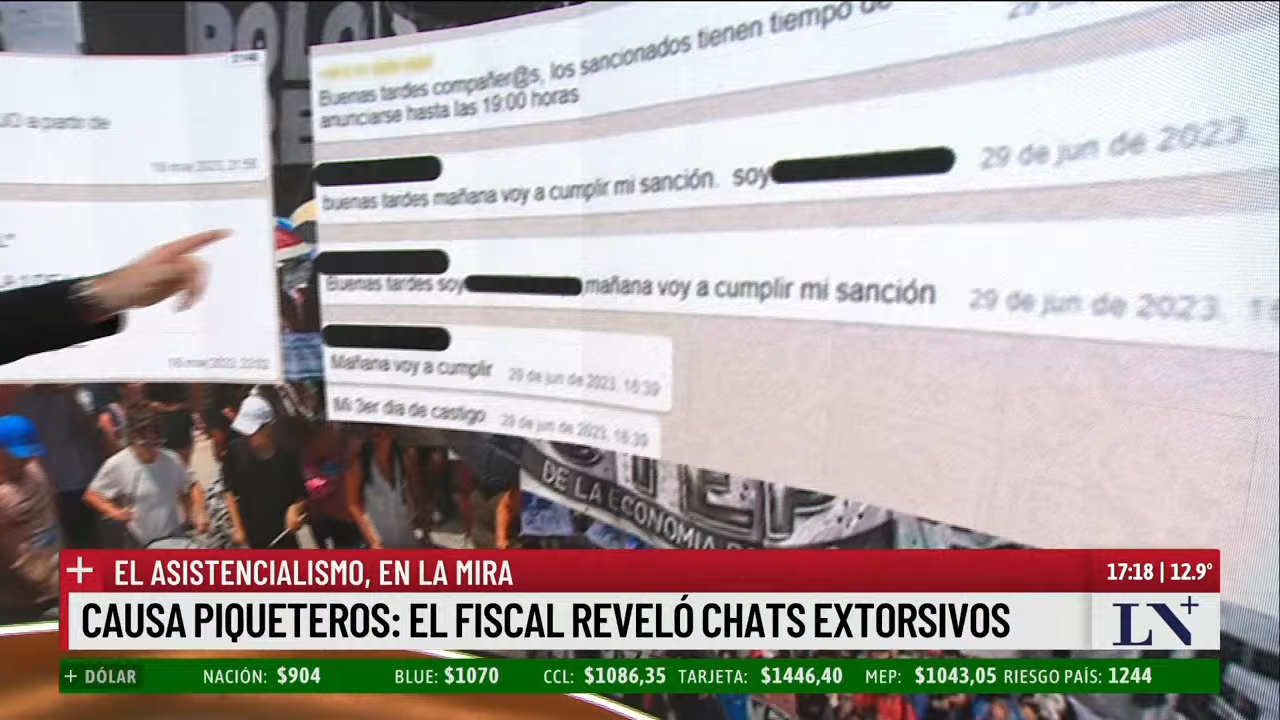 Buenas tardes compañer@s, los sancionados tienen tiempo de
anunciarse hasta las 19:00 horas
buenas tardes mañana voy a cumplir mi sanción. soy
29 de jun de 2023
Buenas tardes soy mañana voy a cumplir mi sanción
29 de jun de 2023,
Mañana voy a cumplir 29 de jun de 2023, 16:39
Mi 3er dia de castigo 29 de jun de 2023, 16:39
a partir de
DE LA ECONOMIA
+ EL ASISTENCIALISMO, EN LA MIRA
17:18 | 12.9°
CAUSA PIQUETEROS: EL FISCAL REVELÓ CHATS EXTORSIVOS
LN+
+ DÓLAR NACIÓN: $904 BLUE: $1070 CCL: $1086,35 TARJETA: $1446,40 MEP: $1043,05 RIESGO PAÍS: 1244